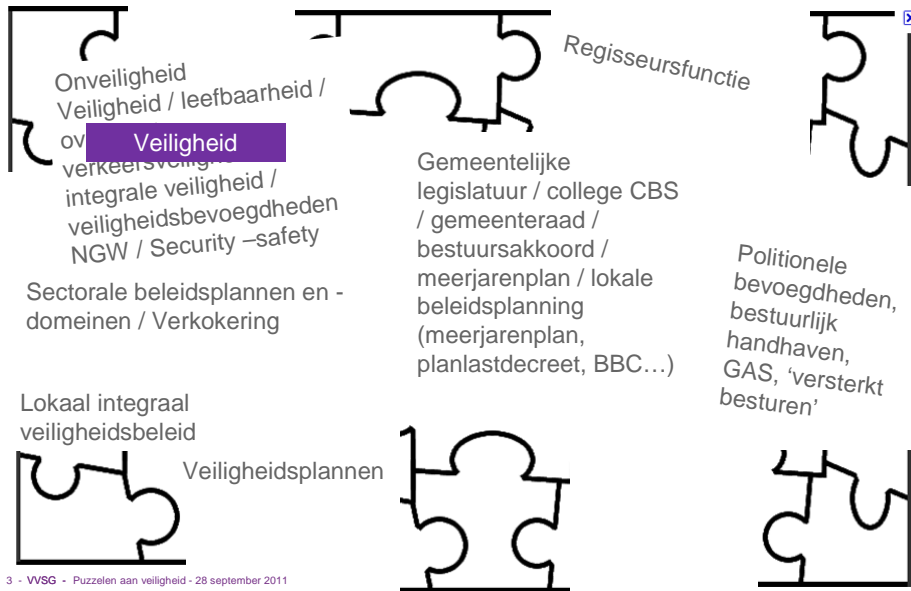 Onveiligheid
Veiligheid / leefbaarheid /
Veiligheid
integrale veiligheid /
veiligheidsbevoegdheden
NGW / Security –safety
Regisseursfunctie
Gemeentelijke
legislatuur / college CBS
/ gemeenteraad /
bestuursakkoord /
meerjarenplan / lokale
beleidsplanning
(meerjarenplan,
planlastdecreet, BBC…)
Politionele
bevoegdheden,
bestuurlijk
handhaven,
GAS, ‘versterkt
besturen’
Sectorale beleidsplannen en -
domeinen / Verkokering
Lokaal integraal
veiligheidsbeleid
Veiligheidsplannen
3 - VVSG - Puzzelen aan veiligheid - 28 september 2011